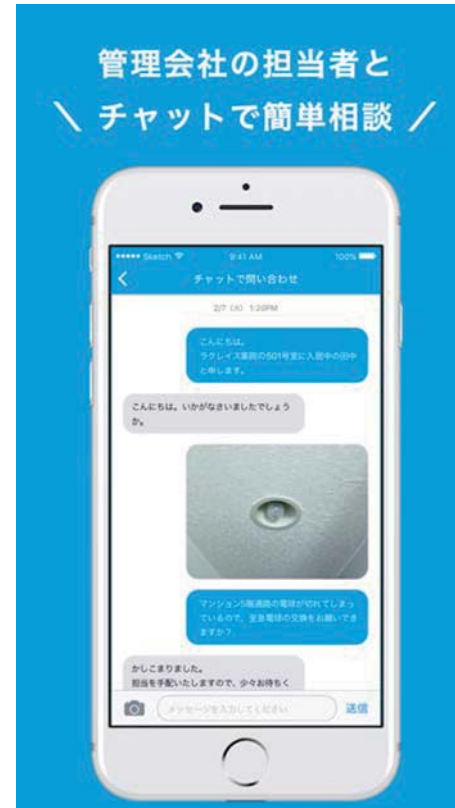 管理会社の担当者と
\ チャットで簡単相談 /
●●●●● Sketch 9:41 AM 100%
チャットで問い合わせ
2/7 (火) 1:20PM
こんにちは。
ラクレイス集院の501号室に入居中の田中
と申します。
こんにちは。いかがなさいましたでしょう
か。
マンション5階通路の電球が切れてしまっ
ているので、至急電球の交換をお願いでき
ますか?
かしこまりました。
担当を手配いたしますので、少々お待ちく
メッセージを入力してください
送信